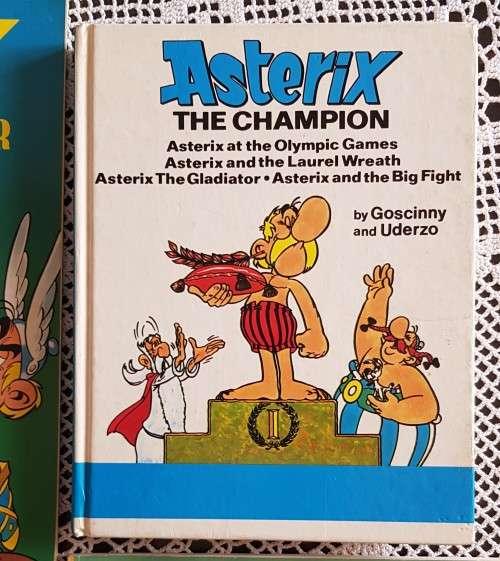 Asterix
THE CHAMPION
Asterix at the Olympic Games
Asterix and the Laurel Wreath
Asterix The Gladiator • Asterix and the Big Fight
by Goscinny
and Uderzo
I
R